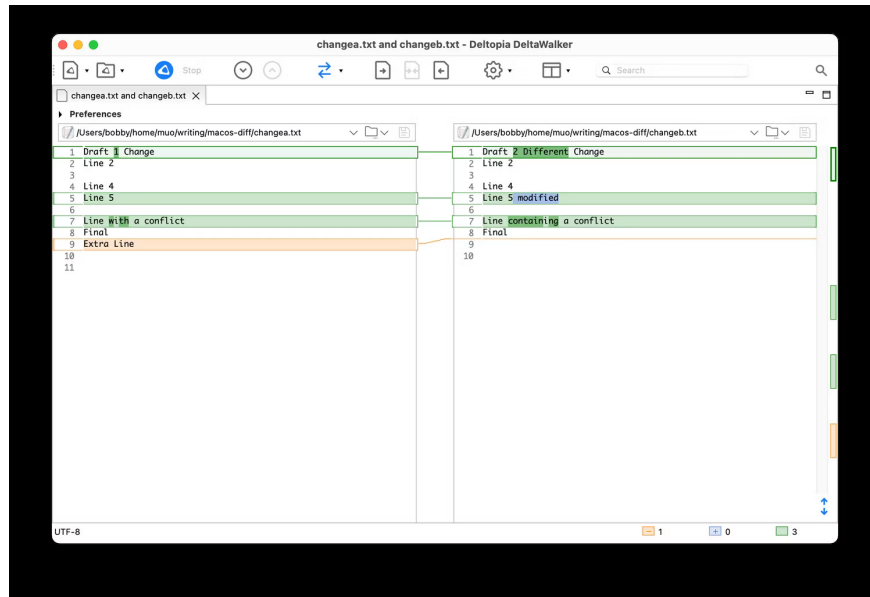 changea.txt and changeb.txt - Deltopia DeltaWalker
Stop
Search
changea.txt and changeb.txt
Preferences
/Users/bobby/home/muo/writing/macos-diff/changea.txt
1 Draft 1 Change
2 Line 2
3
4 Line 4
5 Line 5
6
7 Line with a conflict
8 Final
9 Extra Line
10
11
/Users/bobby/home/muo/writing/macos-diff/changeb.txt
1 Draft 2 Different Change
2 Line 2
3
4 Line 4
5 Line 5 modified
6
7 Line containing a conflict
8 Final
9
10
UTF-8
1
0
3